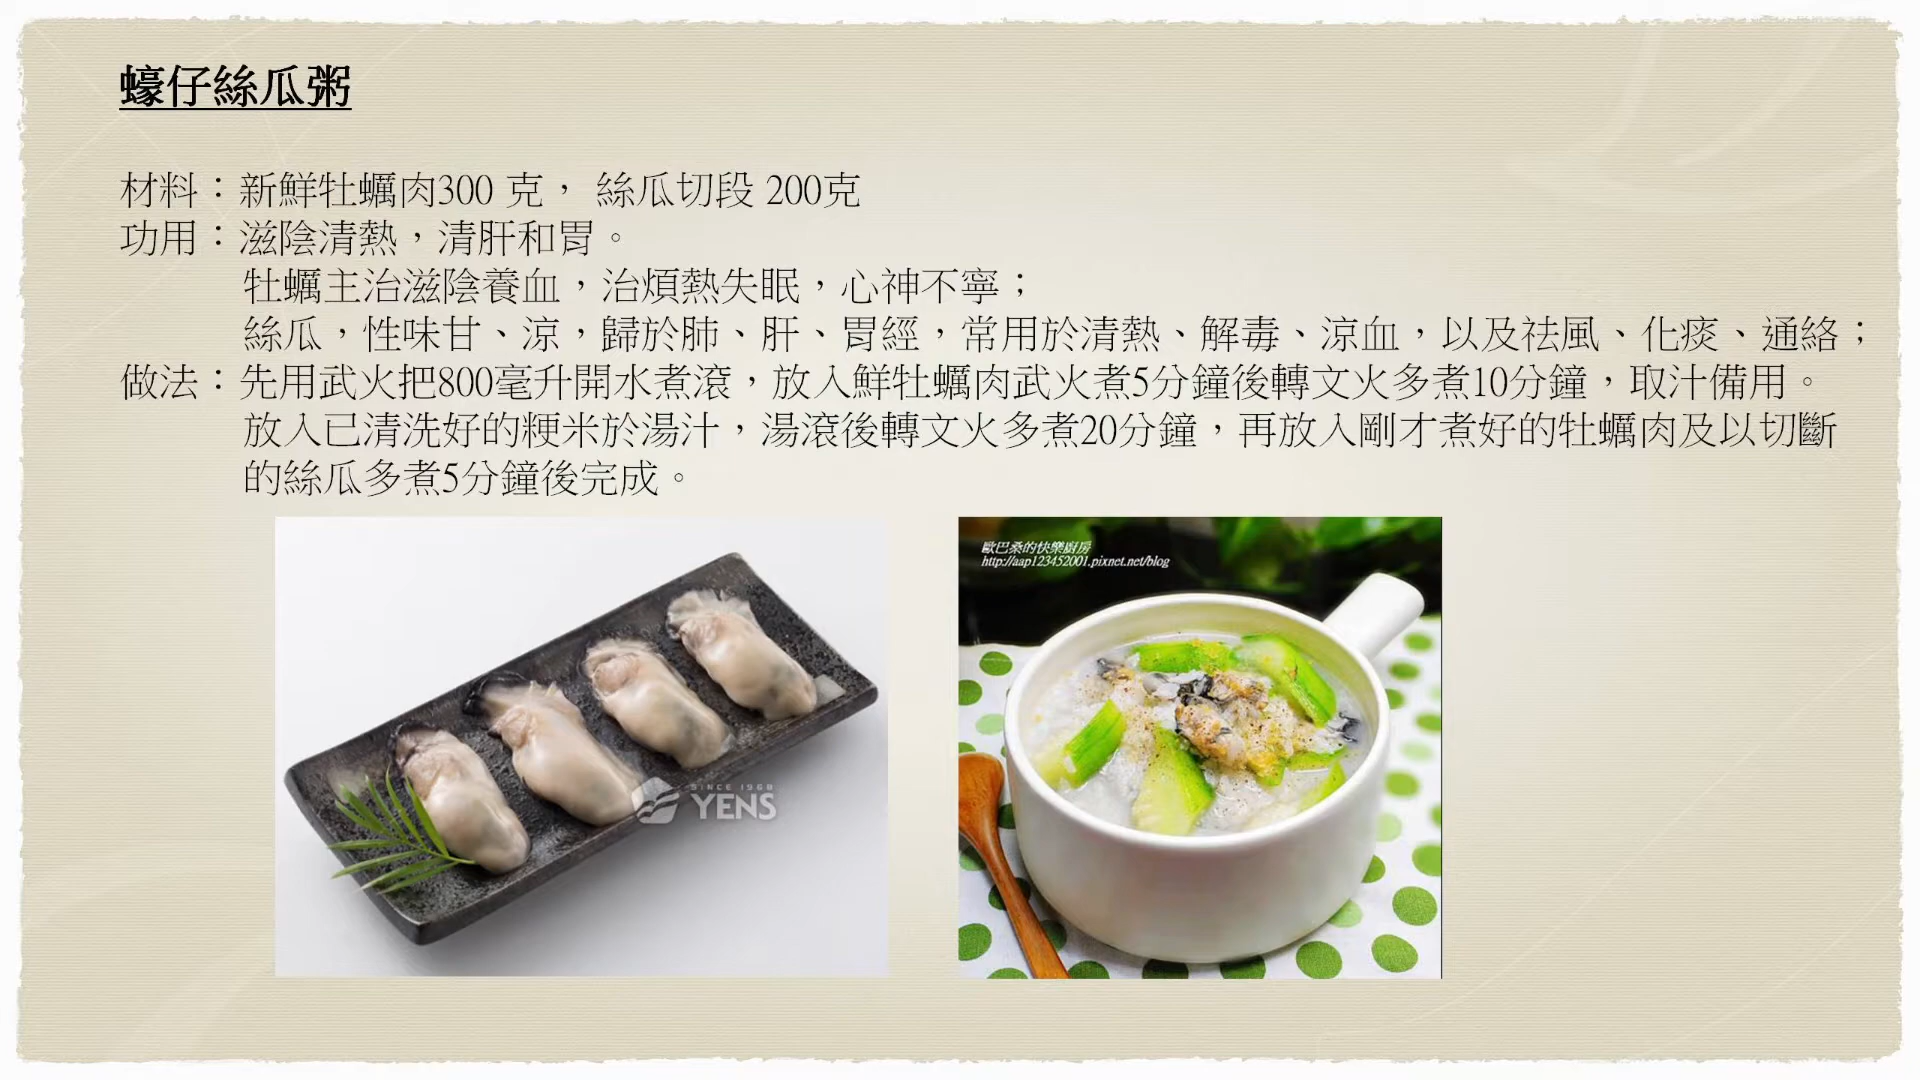 蠔仔絲瓜粥
材料：新鮮牡蠣肉300 克， 絲瓜切段 200克
功用：滋陰清熱，清肝和胃。
牡蠣主治滋陰養血，治煩熱失眠，心神不寧；
絲瓜，性味甘、涼，歸於肺、肝、胃經，常用於清熱、解毒、涼血，以及祛風、化痰、通絡；
做法：先用武火把800毫升開水煮滾，放入鮮牡蠣肉武火煮5分鐘後轉文火多煮10分鐘，取汁備用。
放入已清洗好的粳米於湯汁，湯滾後轉文火多煮20分鐘，再放入剛才煮好的牡蠣肉及以切斷
的絲瓜多煮5分鐘後完成。
歐巴桑的快樂廚房
http://aap123452001.pixnet.net/blog
SINCE 1968
YENS